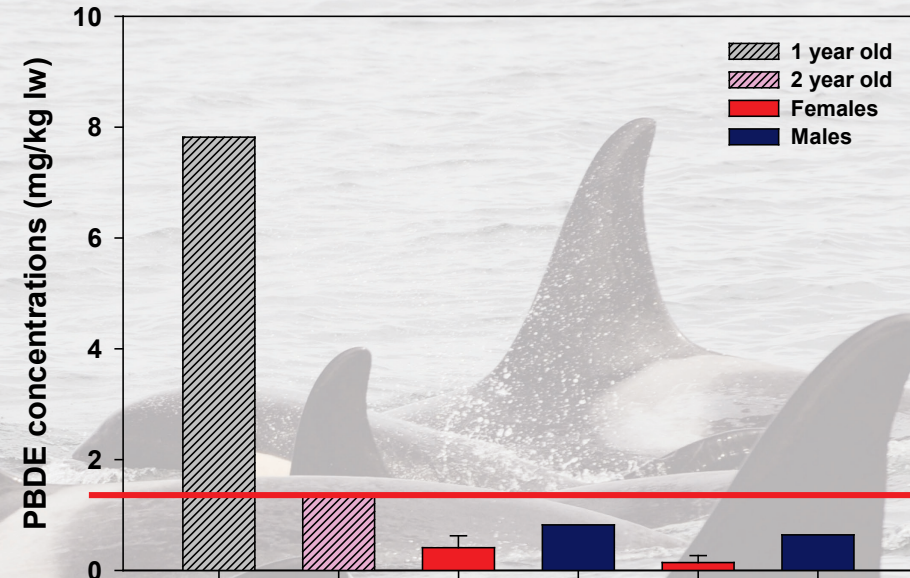 10
8
6
4
2
0
PBDE concentrations (mg/kg lw)
1 year old
2 year old
Females
Males